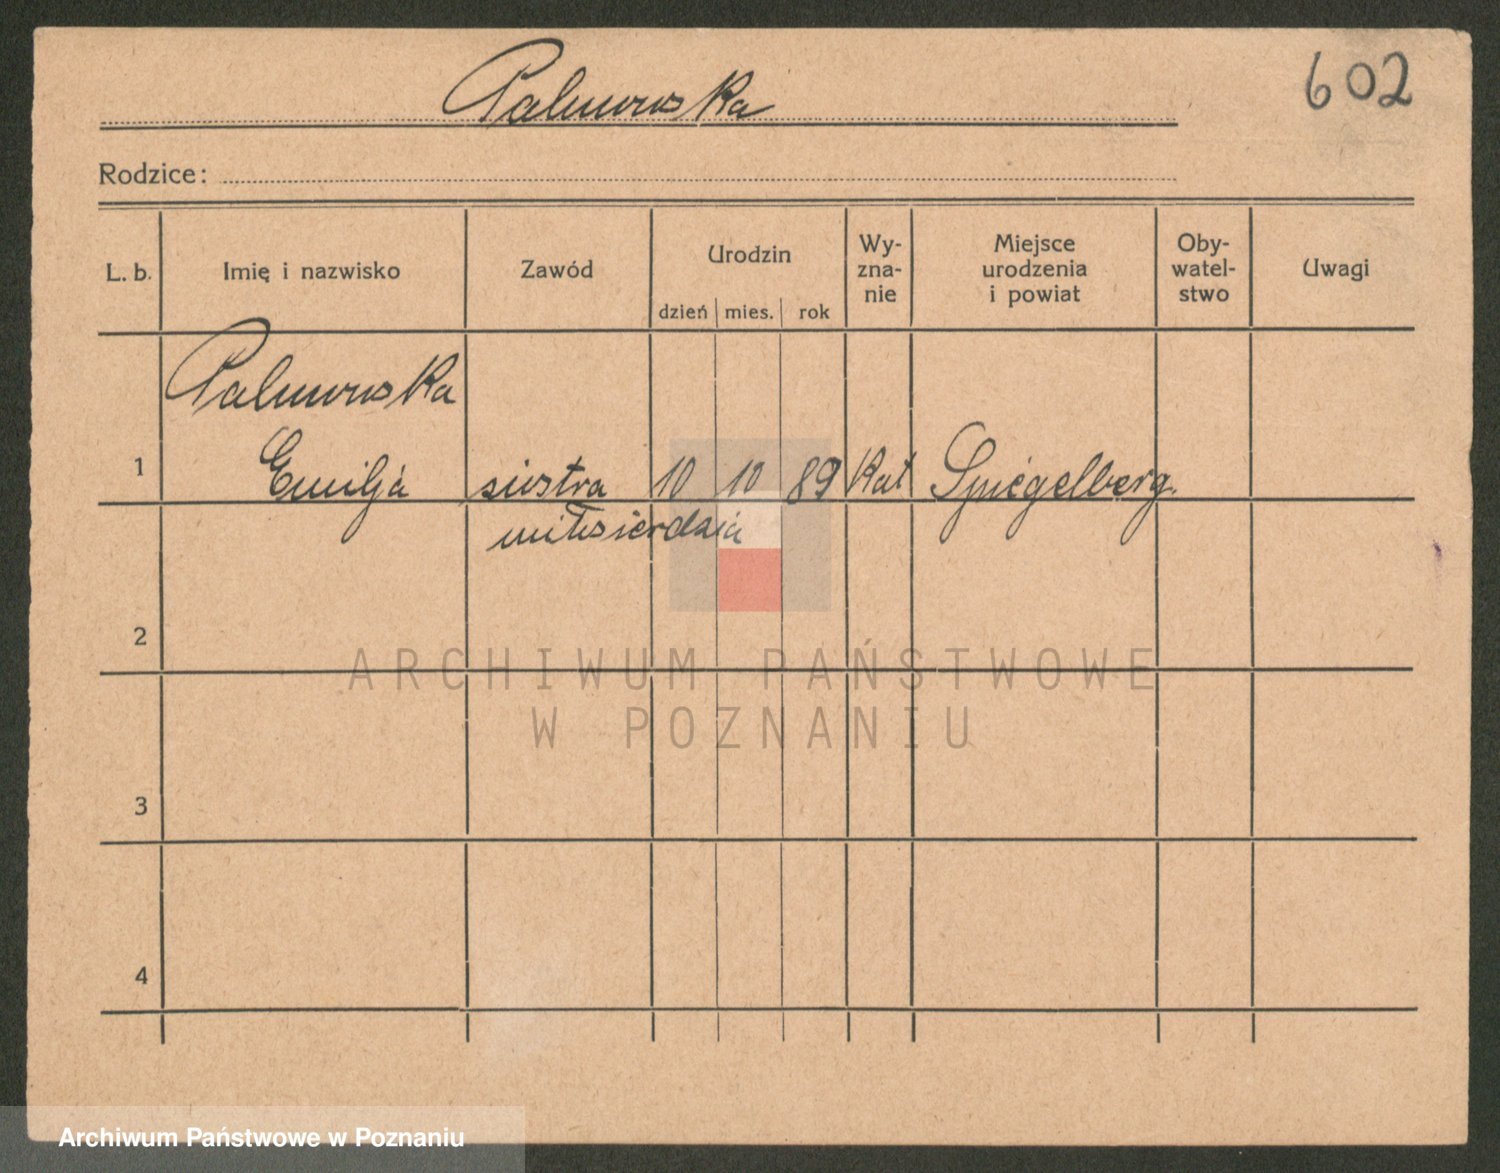 Palmowska
602
Rodzice:
L. b. Imię i nazwisko Zawód Urodzin dzień mies. rok Wy-zna-nie Miejsce urodzenia i powiat Oby-watel-stwo Uwagi
Palmowska
1 Emilja siostra 10 10 89 Kat Spiegelberg.
miłosierdzia
2
ARCHIWUM PAŃSTWOWE
W POZNANIU
3
4
Archiwum Państwowe w Poznaniu